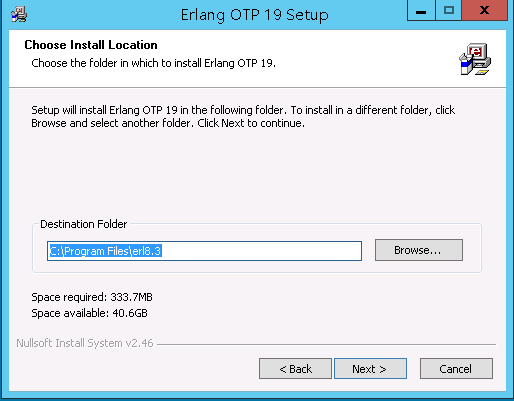 Erlang OTP 19 Setup
Choose Install Location
Choose the folder in which to install Erlang OTP 19.
Setup will install Erlang OTP 19 in the following folder. To install in a different folder, click
Browse and select another folder. Click Next to continue.
Destination Folder
C:\Program Files\erl8.3
Browse...
Space required: 333.7MB
Space available: 40.6GB
Nullsoft Install System v2.46
< Back
Next >
Cancel